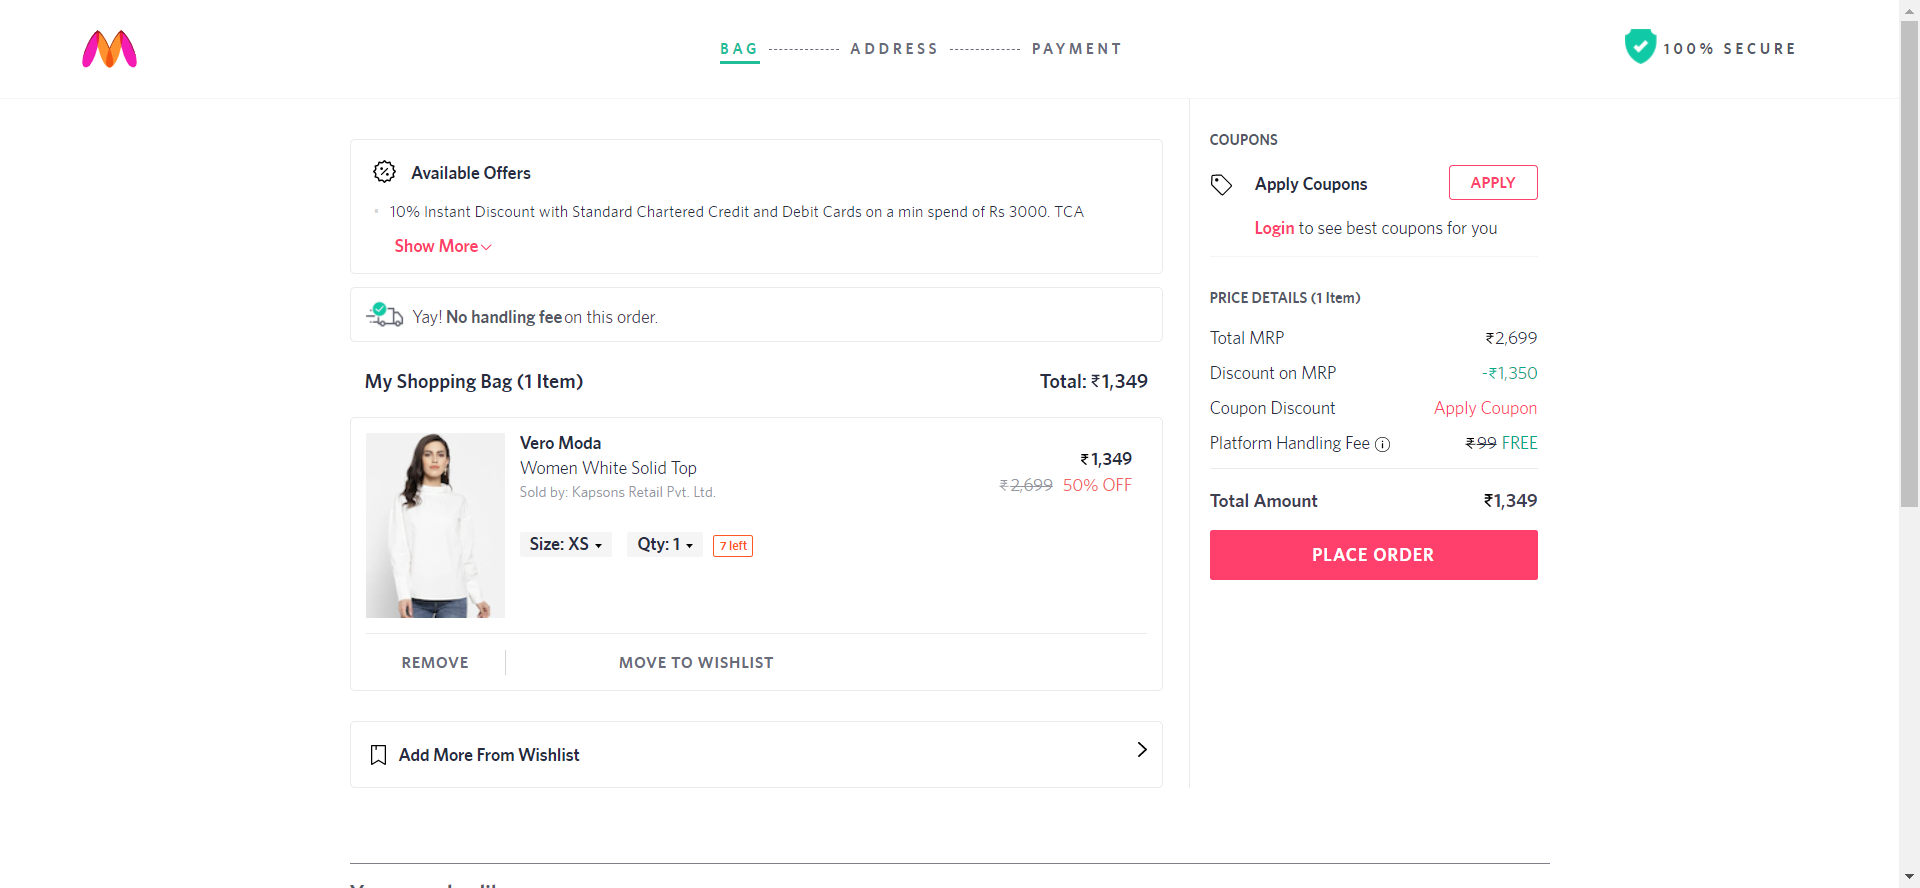 BAG ADDRESS PAYMENT
100% SECURE
Available Offers
10% Instant Discount with Standard Chartered Credit and Debit Cards on a min spend of Rs 3000. TCA
Show More
Yay! No handling fee on this order.
My Shopping Bag (1 Item) Total: ₹1,349
Vero Moda
Women White Solid Top
Sold by: Kapsons Retail Pvt. Ltd.
₹1,349
₹2,699 50% OFF
Size: XS Qty: 1 7 left
REMOVE MOVE TO WISHLIST
Add More From Wishlist
COUPONS
Apply Coupons APPLY
Login to see best coupons for you
PRICE DETAILS (1 Item)
Total MRP ₹2,699
Discount on MRP -₹1,350
Coupon Discount Apply Coupon
Platform Handling Fee ₹99 FREE
Total Amount ₹1,349
PLACE ORDER